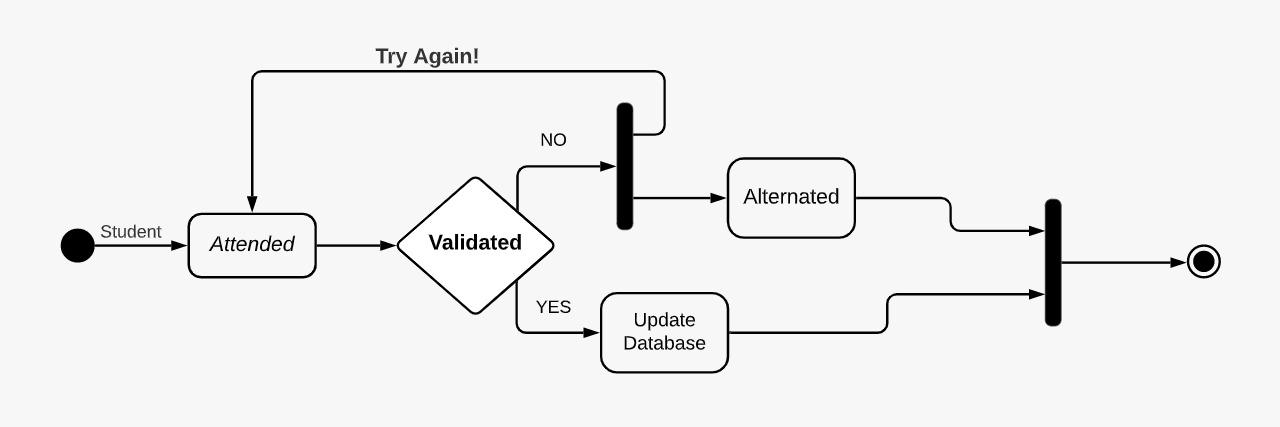 Try Again!
NO
Student
Attended
Validated
Alternated
YES
Update
Database